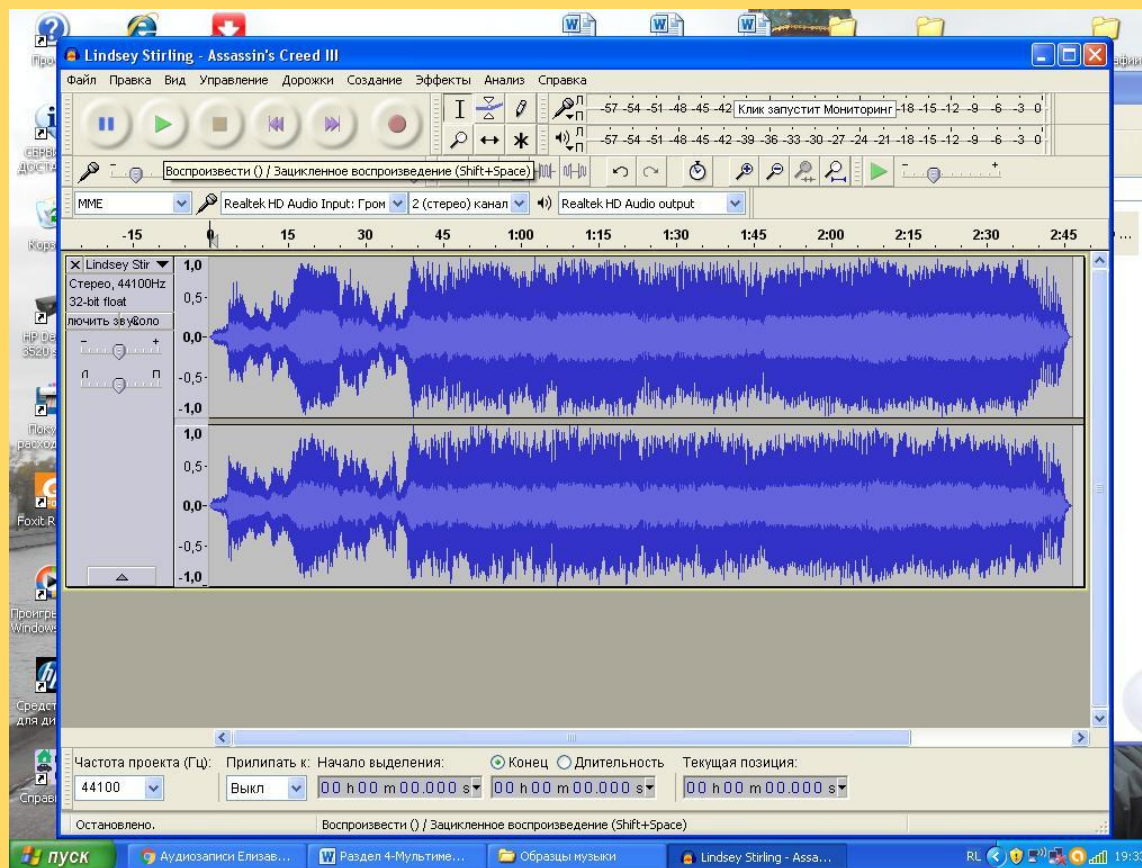 Lindsey Stirling - Assassin's Creed III
Файл Правка Вид Управление Дорожки Создание Эффекты Анализ Справка
Л П -57 -54 -51 -48 -45 -42 Клик запустит Мониторинг -18 -15 -12 -9 -6 -3 0
Л П -57 -54 -51 -48 -45 -42 -39 -36 -33 -30 -27 -24 -21 -18 -15 -12 -9 -6 -3 0
Воспроизвести () / Зацикленное воспроизведение (Shift+Space)
MME Realtek HD Audio Input: Гром 2 (стерео) канал Realtek HD Audio output
-15 0 15 30 45 1:00 1:15 1:30 1:45 2:00 2:15 2:30 2:45
Lindsey Stir 1,0
Стерео, 44100Hz
32-bit float 0,5
лючить звук
0,0
- +
Л П -0,5
-1,0
1,0
0,5
0,0
-0,5
-1,0
Foxit R
3520
Windows
Частота проекта (Гц): Прилипать к: Начало выделения: Конец Длительность Текущая позиция:
44100 Выкл 00 h 00 m 00.000 s 00 h 00 m 00.000 s 00 h 00 m 00.000 s
Остановлено. Воспроизвести () / Зацикленное воспроизведение (Shift+Space)
пуск Аудиозаписи Елизав... Раздел 4-Мультиме... Образцы музыки Lindsey Stirling - Assa... RL